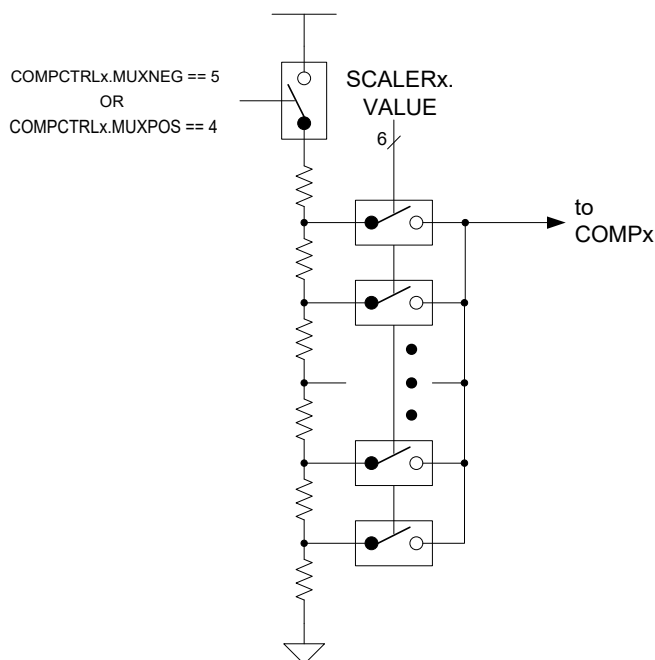 COMPCTRLx.MUXNEG == 5
OR
COMPCTRLx.MUXPOS == 4
SCALERx.
VALUE
6
to
COMPx